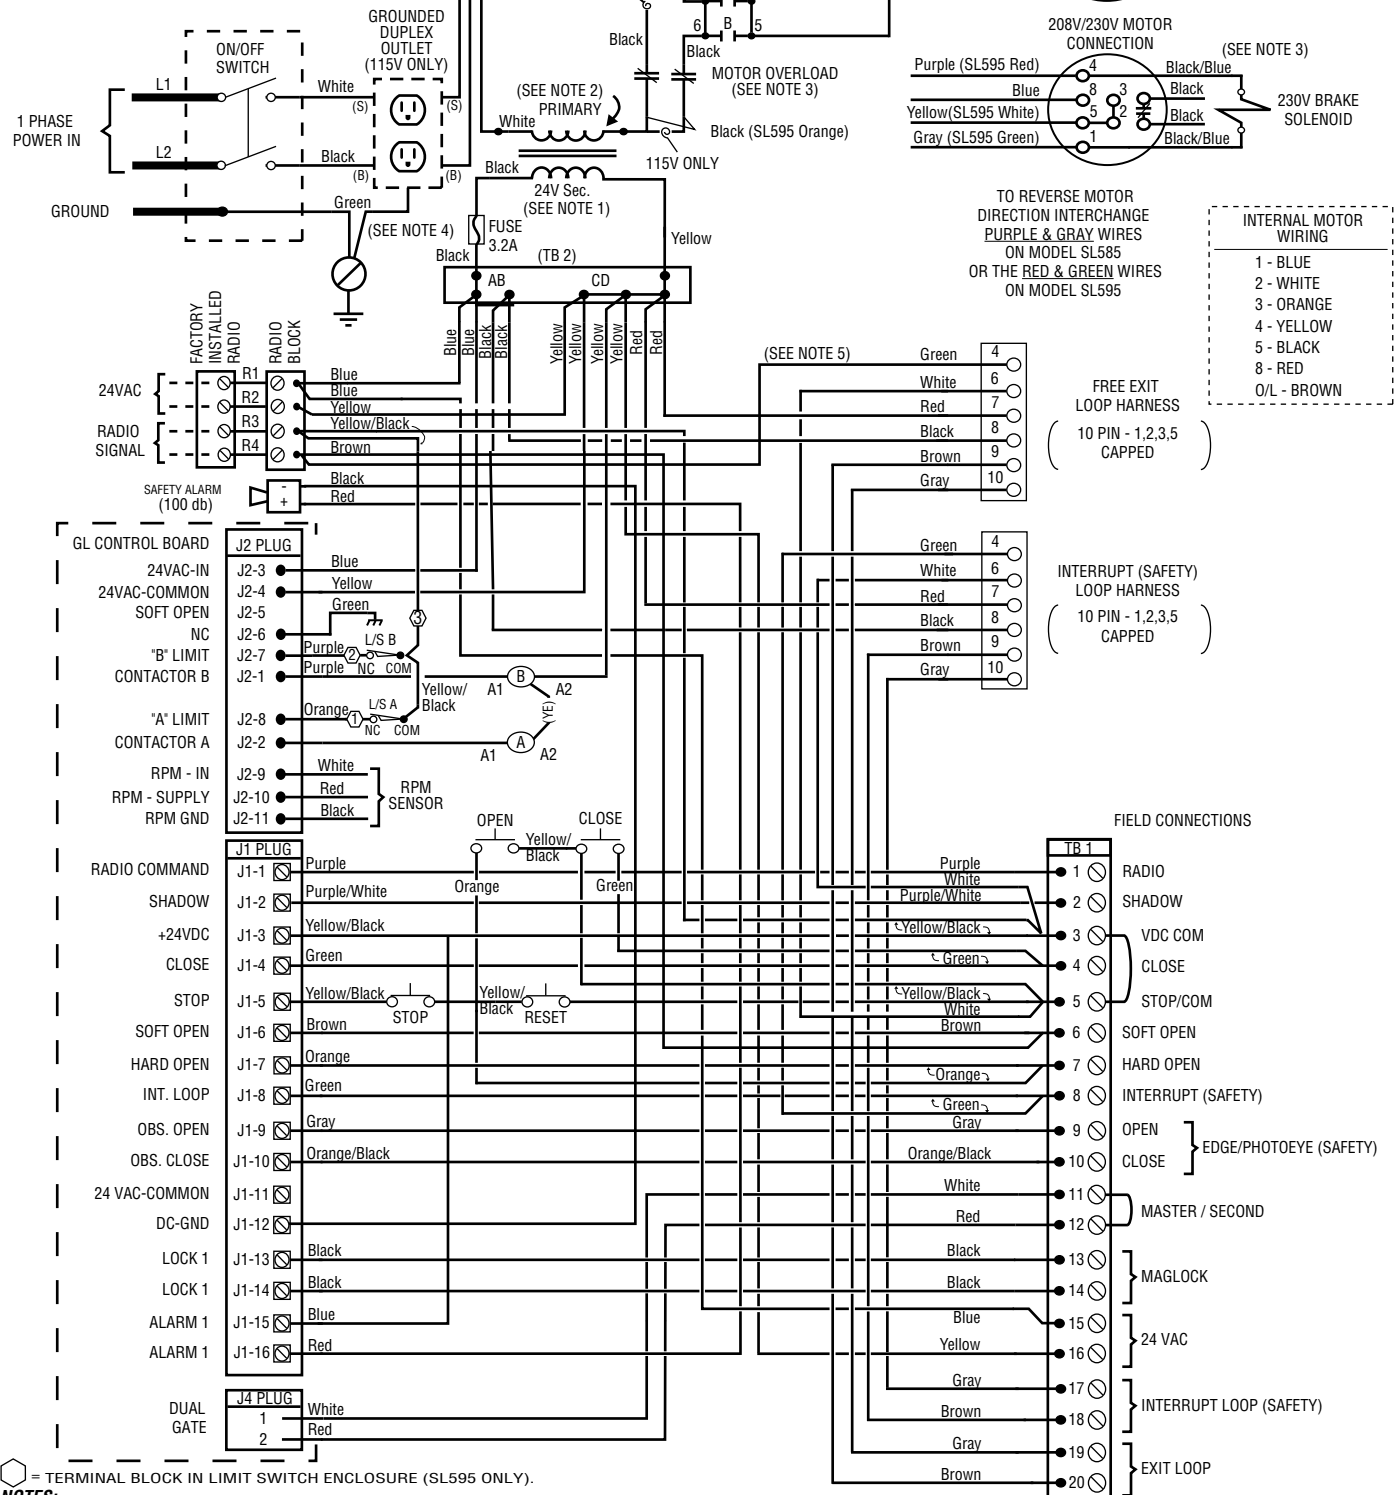 GROUNDED
DUPLEX
OUTLET
(115V ONLY)
ON/OFF
SWITCH
L1
L2
1 PHASE
POWER IN
GROUND
White
(S)
(S)
Black
(B)
(B)
Green
(SEE NOTE 4)
Black
6
B
5
Black
MOTOR OVERLOAD
(SEE NOTE 3)
(SEE NOTE 2)
PRIMARY
White
Black (SL595 Orange)
115V ONLY
Black
24V Sec.
(SEE NOTE 1)
FUSE
3.2A
Yellow
Black
(TB 2)
AB
CD
Blue
Blue
Black
Black
Yellow
Yellow
Yellow
Yellow
Red
Red
208V/230V MOTOR
CONNECTION
(SEE NOTE 3)
Purple (SL595 Red)
4
Black/Blue
Blue
8
3
Black
Yellow(SL595 White)
5
2
Black
Gray (SL595 Green)
1
Black/Blue
230V BRAKE
SOLENOID
TO REVERSE MOTOR
DIRECTION INTERCHANGE
PURPLE & GRAY WIRES
ON MODEL SL585
OR THE RED & GREEN WIRES
ON MODEL SL595
INTERNAL MOTOR
WIRING
1 - BLUE
2 - WHITE
3 - ORANGE
4 - YELLOW
5 - BLACK
8 - RED
O/L - BROWN
FACTORY
INSTALLED
RADIO
RADIO
BLOCK
24VAC
RADIO
SIGNAL
R1
R2
R3
R4
Blue
Blue
Yellow
Yellow/Black
Brown
SAFETY ALARM
(100 db)
-
+
Black
Red
(SEE NOTE 5)
Green 4
White 6
Red 7
Black 8
Brown 9
Gray 10
FREE EXIT
LOOP HARNESS
10 PIN - 1,2,3,5
CAPPED
Green 4
White 6
Red 7
Black 8
Brown 9
Gray 10
INTERRUPT (SAFETY)
LOOP HARNESS
10 PIN - 1,2,3,5
CAPPED
GL CONTROL BOARD J2 PLUG
24VAC-IN J2-3 Blue
24VAC-COMMON J2-4 Yellow
SOFT OPEN J2-5 Green
NC J2-6
"B" LIMIT J2-7 Purple 2 L/S B
NC COM
3
CONTACTOR B J2-1 Purple
A1 B A2
Yellow/
Black
(YE)
"A" LIMIT J2-8 Orange 1 L/S A
NC COM
CONTACTOR A J2-2
A1 A A2
RPM - IN J2-9 White
RPM - SUPPLY J2-10 Red
RPM GND J2-11 Black
RPM
SENSOR
OPEN
CLOSE
Yellow/
Black
Orange
Green
J1 PLUG
RADIO COMMAND J1-1 Purple
SHADOW J1-2 Purple/White
+24VDC J1-3 Yellow/Black
CLOSE J1-4 Green
STOP J1-5 Yellow/Black
STOP
Yellow/
Black
RESET
SOFT OPEN J1-6 Brown
HARD OPEN J1-7 Orange
INT. LOOP J1-8 Green
OBS. OPEN J1-9 Gray
OBS. CLOSE J1-10 Orange/Black
24 VAC-COMMON J1-11
DC-GND J1-12
LOCK 1 J1-13 Black
LOCK 1 J1-14 Black
ALARM 1 J1-15 Blue
ALARM 1 J1-16 Red
J4 PLUG
DUAL
GATE
1 White
2 Red
FIELD CONNECTIONS
TB 1
Purple 1 RADIO
White
Purple/White 2 SHADOW
Yellow/Black 3 VDC COM
Green 4 CLOSE
Yellow/Black 5 STOP/COM
White
Brown 6 SOFT OPEN
7 HARD OPEN
Orange
8 INTERRUPT (SAFETY)
Green
Gray 9 OPEN
EDGE/PHOTOEYE (SAFETY)
Orange/Black 10 CLOSE
White 11
MASTER / SECOND
Red 12
Black 13
MAGLOCK
Black 14
Blue 15
24 VAC
Yellow 16
Gray 17
INTERRUPT LOOP (SAFETY)
Brown 18
Gray 19
EXIT LOOP
Brown 20
= TERMINAL BLOCK IN LIMIT SWITCH ENCLOSURE (SL595 ONLY).
NOTES: